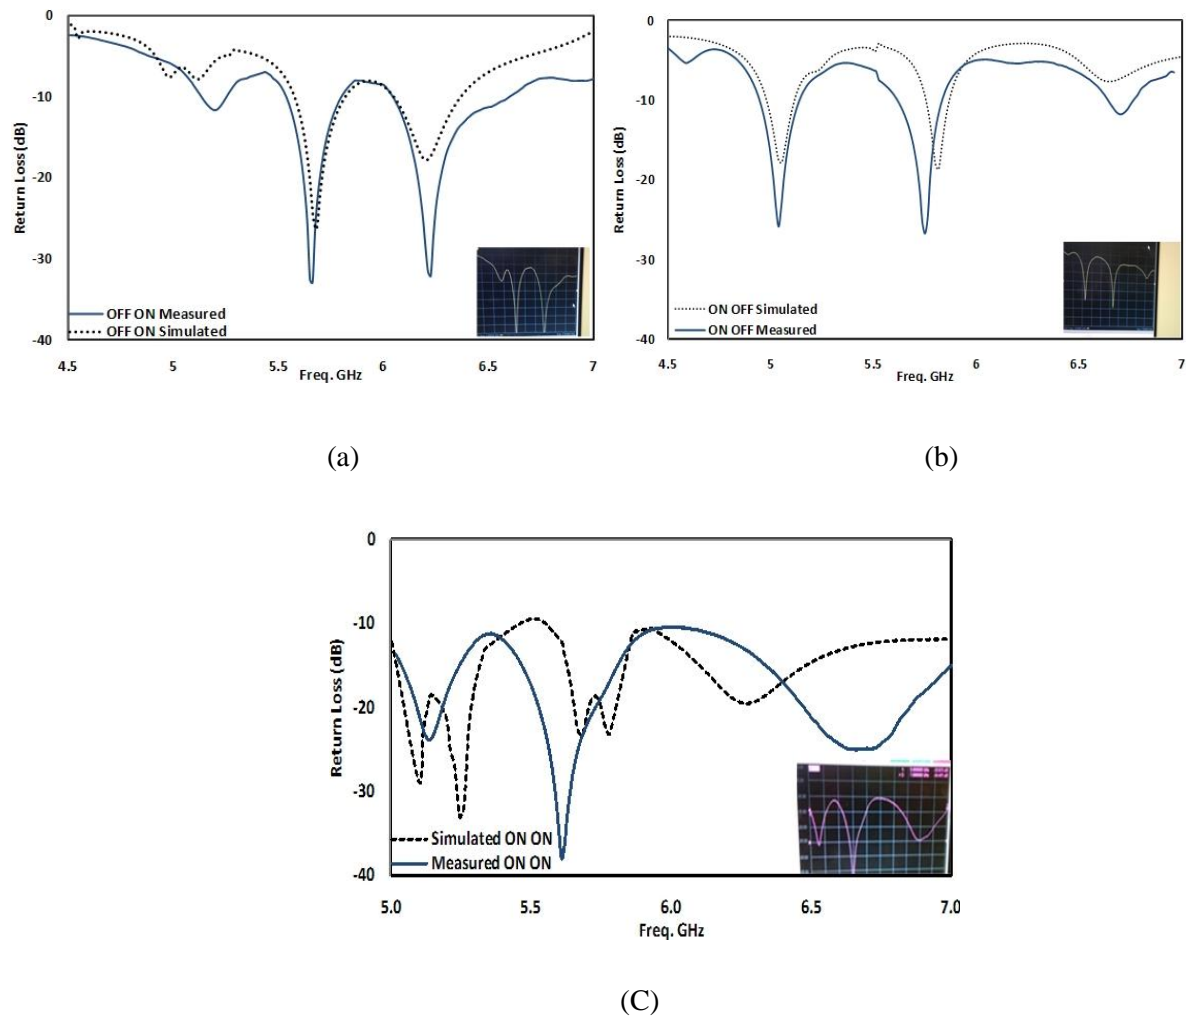 0
-10
-20
-30
-40
Return Loss (dB)
OFF ON Measured
OFF ON Simulated
4.5 5 5.5 6 6.5 7
Freq. GHz
(a)
0
-10
-20
-30
-40
Return Loss (dB)
ON OFF Simulated
ON OFF Measured
4.5 5 5.5 6 6.5 7
Freq. GHz
(b)
0
-10
-20
-30
-40
Return Loss (dB)
Simulated ON ON
Measured ON ON
5.0 5.5 6.0 6.5 7.0
Freq. GHz
(C)